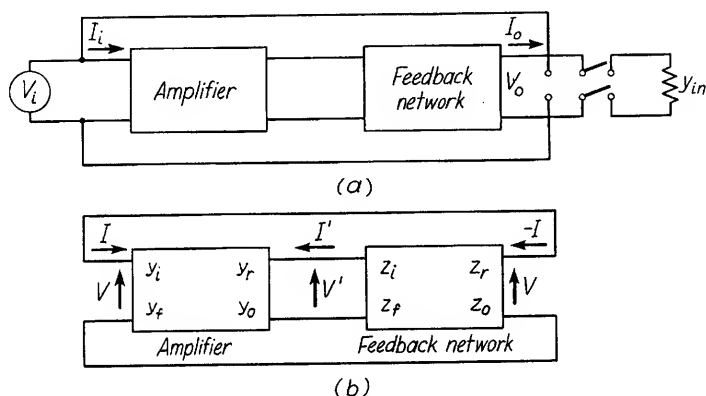 I_i
I_o
V_i
Amplifier
Feedback
network
V_o
y_in
(a)
I
I'
-I
V
y_i y_r
y_f y_o
V'
z_i z_r
z_f z_o
V
Amplifier
Feedback network
(b)